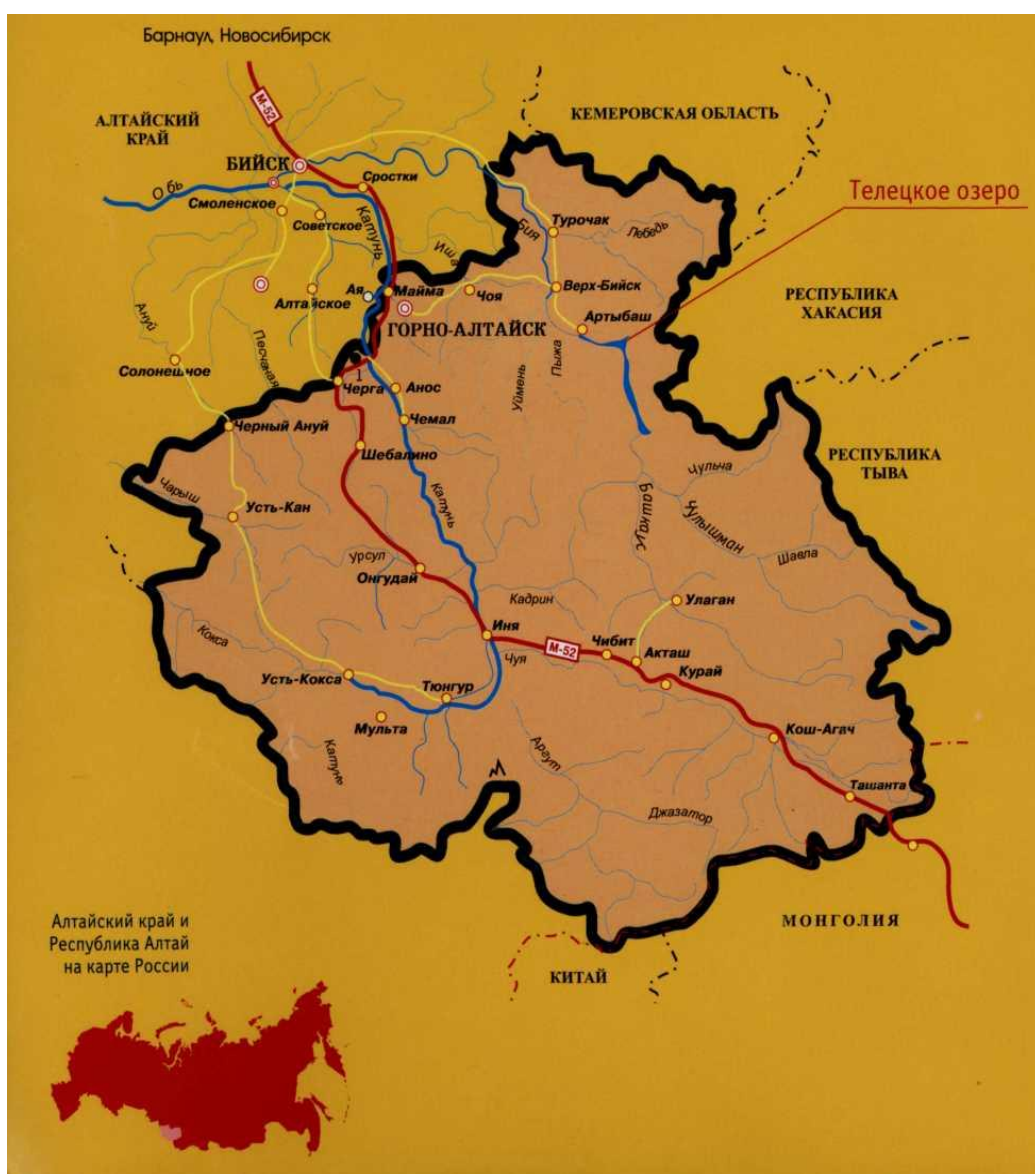 Барнаул, Новосибирск
М-52
АЛТАЙСКИЙ
КРАЙ
КЕМЕРОВСКАЯ ОБЛАСТЬ
БИЙСК
Сростки
Обь
Смоленское
Советское
Катунь
Телецкое озеро
Бия
Турочак
Лебедь
Иша
Ая
Майма
Чоя
Верх-Бийск
Алтайское
РЕСПУБЛИКА
ХАКАСИЯ
Ануй
Песчаная
ГОРНО-АЛТАЙСК
Артыбаш
Солонешное
1
Черга
Анос
Уймень
Пыжа
Чемал
Черный Ануй
Шебалино
РЕСПУБЛИКА
ТЫВА
Чульча
Чарыш
Катунь
Усть-Кан
Чулышман
Урсул
Онгудай
Шавла
Кадрин
Улаган
Иня
Кокса
М-52
Чибит
Чуя
Акташ
Курай
Усть-Кокса
Тюнгур
Мульта
Кош-Агач
Катунь
Аргут
Ташанта
Джазатор
МОНГОЛИЯ
КИТАЙ
Алтайский край и
Республика Алтай
на карте России